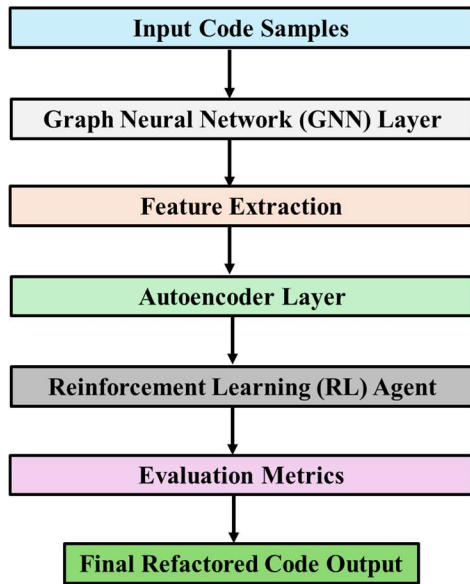 Input Code Samples
Graph Neural Network (GNN) Layer
Feature Extraction
Autoencoder Layer
Reinforcement Learning (RL) Agent
Evaluation Metrics
Final Refactored Code Output